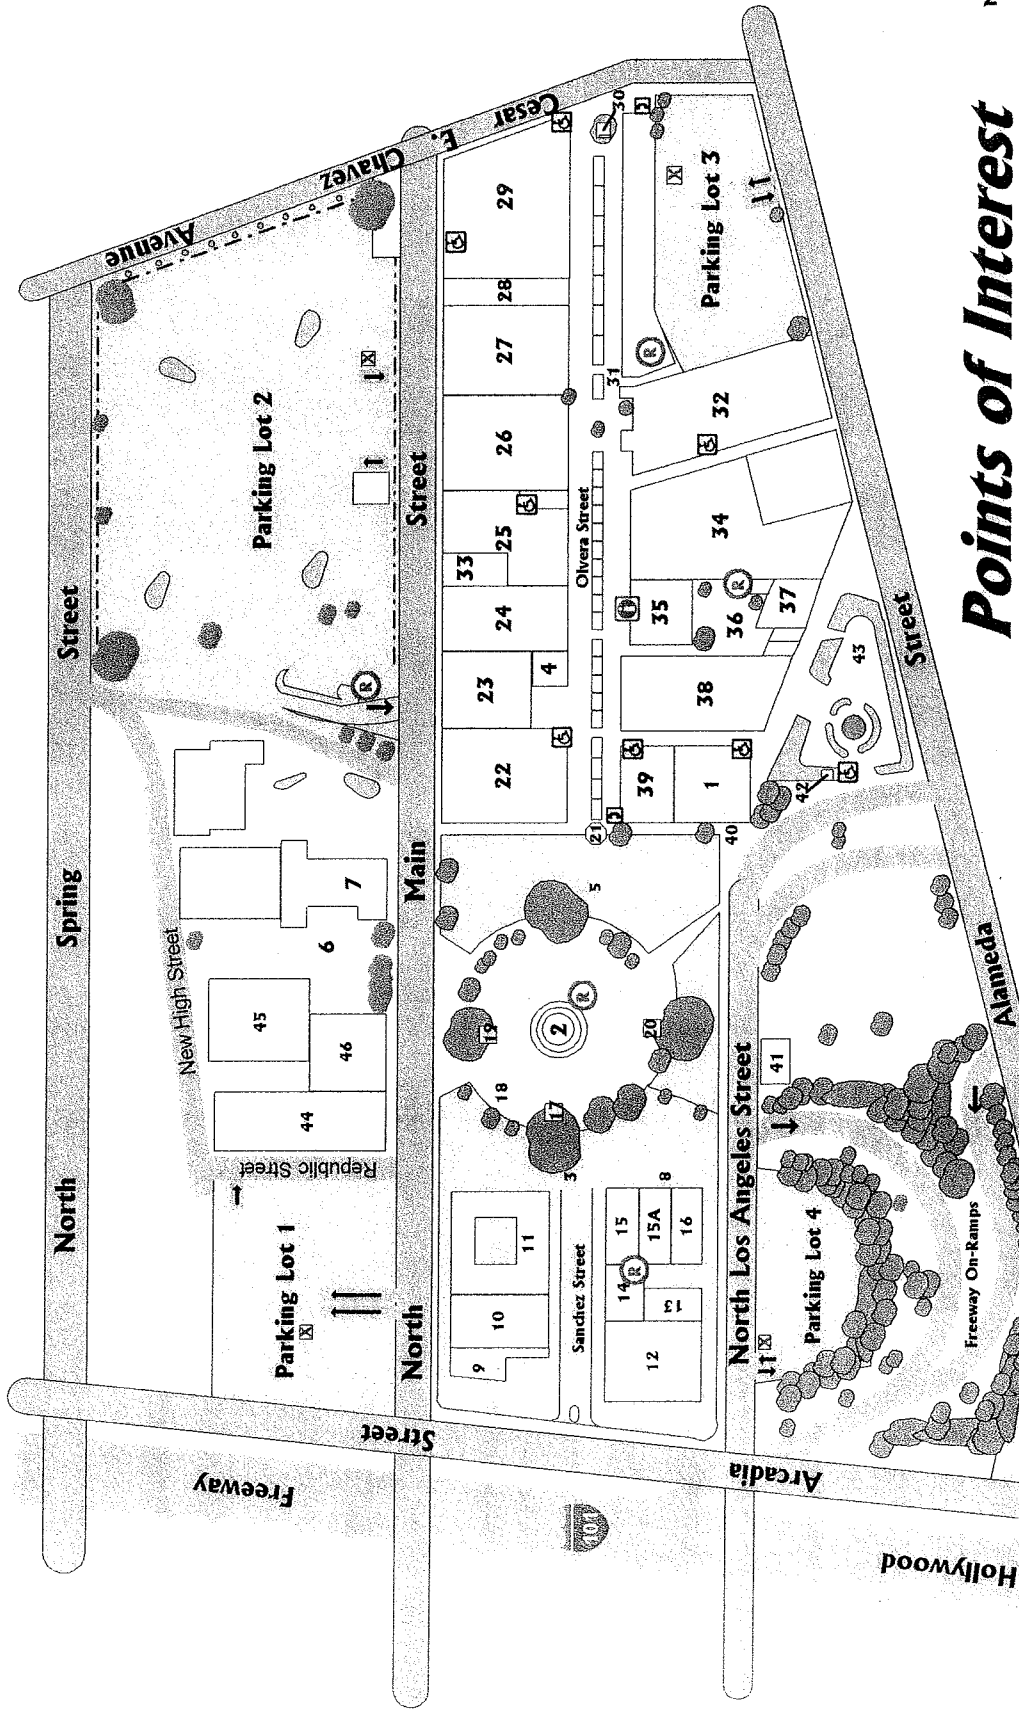 Points of Interest
North
Spring
Street
Cesar
E.
Chavez
Avenue
New High Street
Republic Street
Parking Lot 1
X
Parking Lot 2
X
R
North
Main
Street
Street
Arcadia
Street
Hollywood
Freeway
101
Sanchez Street
Olvera Street
North Los Angeles Street
Parking Lot 3
X
R
Parking Lot 4
X
Freeway On-Ramps
Alameda
1
2
R
3
4
5
6
7
8
9
10
11
12
13
14
R
15
15A
16
17
18
19
20
21
22
23
24
25
26
27
28
29
30
31
32
33
34
35
36
R
37
38
39
40
41
42
43
44
45
46